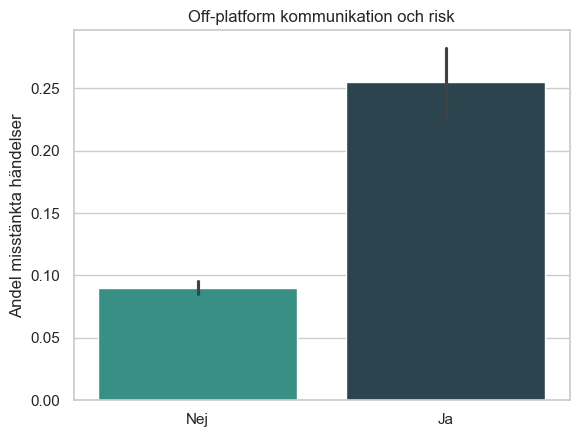 Off-platform kommunikation och risk
Andel misstänkta händelser
0.25
0.20
0.15
0.10
0.05
0.00
Nej
Ja